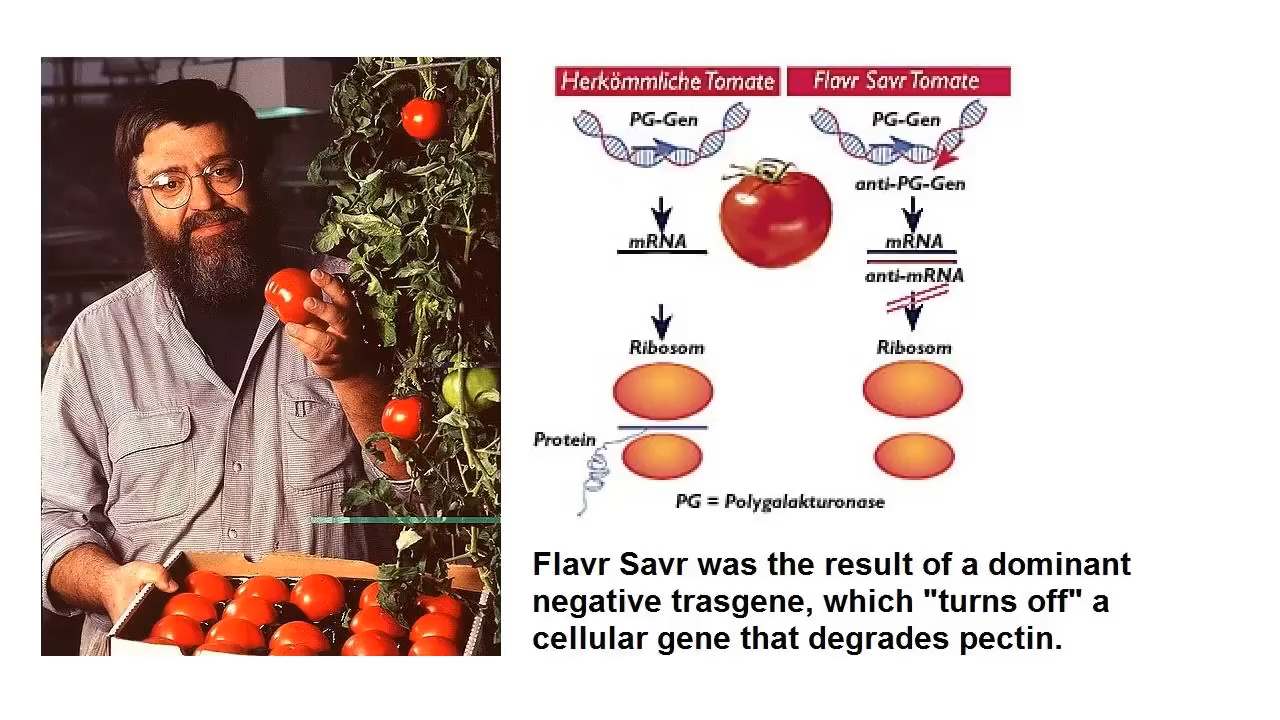 Herkömmliche Tomate
PG-Gen
mRNA
Ribosom
Protein
Flavr Savr Tomate
PG-Gen
anti-PG-Gen
mRNA
anti-mRNA
Ribosom
PG = Polygalakturonase
Flavr Savr was the result of a dominant
negative trasgene, which "turns off" a
cellular gene that degrades pectin.